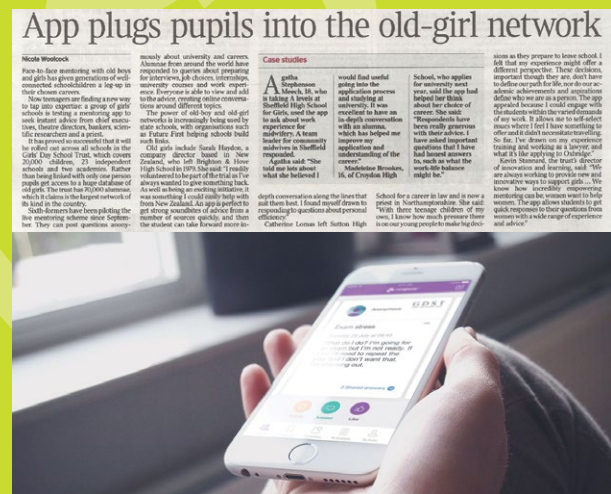 App plugs pupils into the old-girl network
Nicola Woolcock
Face-to-face mentoring with old boys
and girls has given generations of well-
connected schoolchildren a leg-up in
their chosen careers.
Now teenagers are finding a new way
to tap into expertise: a group of girls'
schools is testing a mentoring app to
seek instant advice from chief execu-
tives, theatre directors, bankers, scien-
tific researchers and a priest.
It has proved so successful that it will
be rolled out across all schools in the
Girls' Day School Trust, which covers
20,000 children, 23 independent
schools and two academies. Rather
than being linked with only one person
pupils get access to a huge database of
old girls. The trust has 70,000 alumnae,
which it claims is the largest network of
its kind in the country.
Sixth-formers have been piloting the
live mentoring scheme since Septem-
ber. They can post questions anony-
mously about university and careers.
Alumnae from around the world have
responded to queries about preparing
for interviews, job choices, internships,
university courses and work experi-
ence. Everyone is able to view and add
to the advice, creating online conversa-
tions around different topics.
The power of old-boy and old-girl
networks is increasingly being used by
state schools, with organisations such
as Future First helping schools build
such links.
Old girls include Sarah Haydon, a
company director based in New
Zealand, who left Brighton & Hove
High School in 1979. She said: "I readily
volunteered to be part of the trial as I've
always wanted to give something back.
As well as being an exciting initiative, it
was something I could easily help with
from New Zealand. An app is perfect to
get strong soundbites of advice from a
number of sources quickly, and then
the student can take forward more in-
Case studies
Agatha
Stephenson
Meech, 18, who
is taking A levels at
Sheffield High School
for Girls, used the app
to ask about work
experience for
midwifery. A team
leader for community
midwives in Sheffield
responded.
Agatha said: "She
told me lots about
what she believed I
would find useful
going into the
application process
and studying at
university. It was
excellent to have an
in-depth conversation
with an alumna,
which has helped me
improve my
application and
understanding of the
career."
Madeleine Brookes,
18, of Croydon High
School, who applies
for university next
year, said the app had
helped her think
about her choice of
career. She said:
"Respondents have
been really generous
with their advice. I
have asked important
questions that I have
had honest answers
to, such as what the
work-life balance
might be."
depth conversation along the lines that
suit them best. I found myself drawn to
responding to questions about personal
efficiency."
Catherine Lomas left Sutton High
School for a career in law and is now a
priest in Northamptonshire. She said:
"With three teenage children of my
own, I know how much pressure there
is on our young people to make big deci-
sions as they prepare to leave school. I
felt that my experience might offer a
different perspective. These decisions,
important though they are, don't have
to define our path for life, nor do our ac-
ademic achievements and aspirations
define who we are as a person. The app
appealed because I could engage with
the students within the varied demands
of my work. It allows me to self-select
issues where I feel I have something to
offer and it didn't necessitate travelling.
So far, I've drawn on my experience
training and working as a lawyer, and
what it's like applying to Oxbridge."
Kevin Stannard, the trust's director
of innovation and learning, said: "We
are always working to provide new and
innovative ways to support girls ... We
know how incredibly empowering
mentoring can be; women want to help
women. The app allows students to get
quick responses to their questions from
women with a wide range of experience
and advice."
GDST
Exam stress